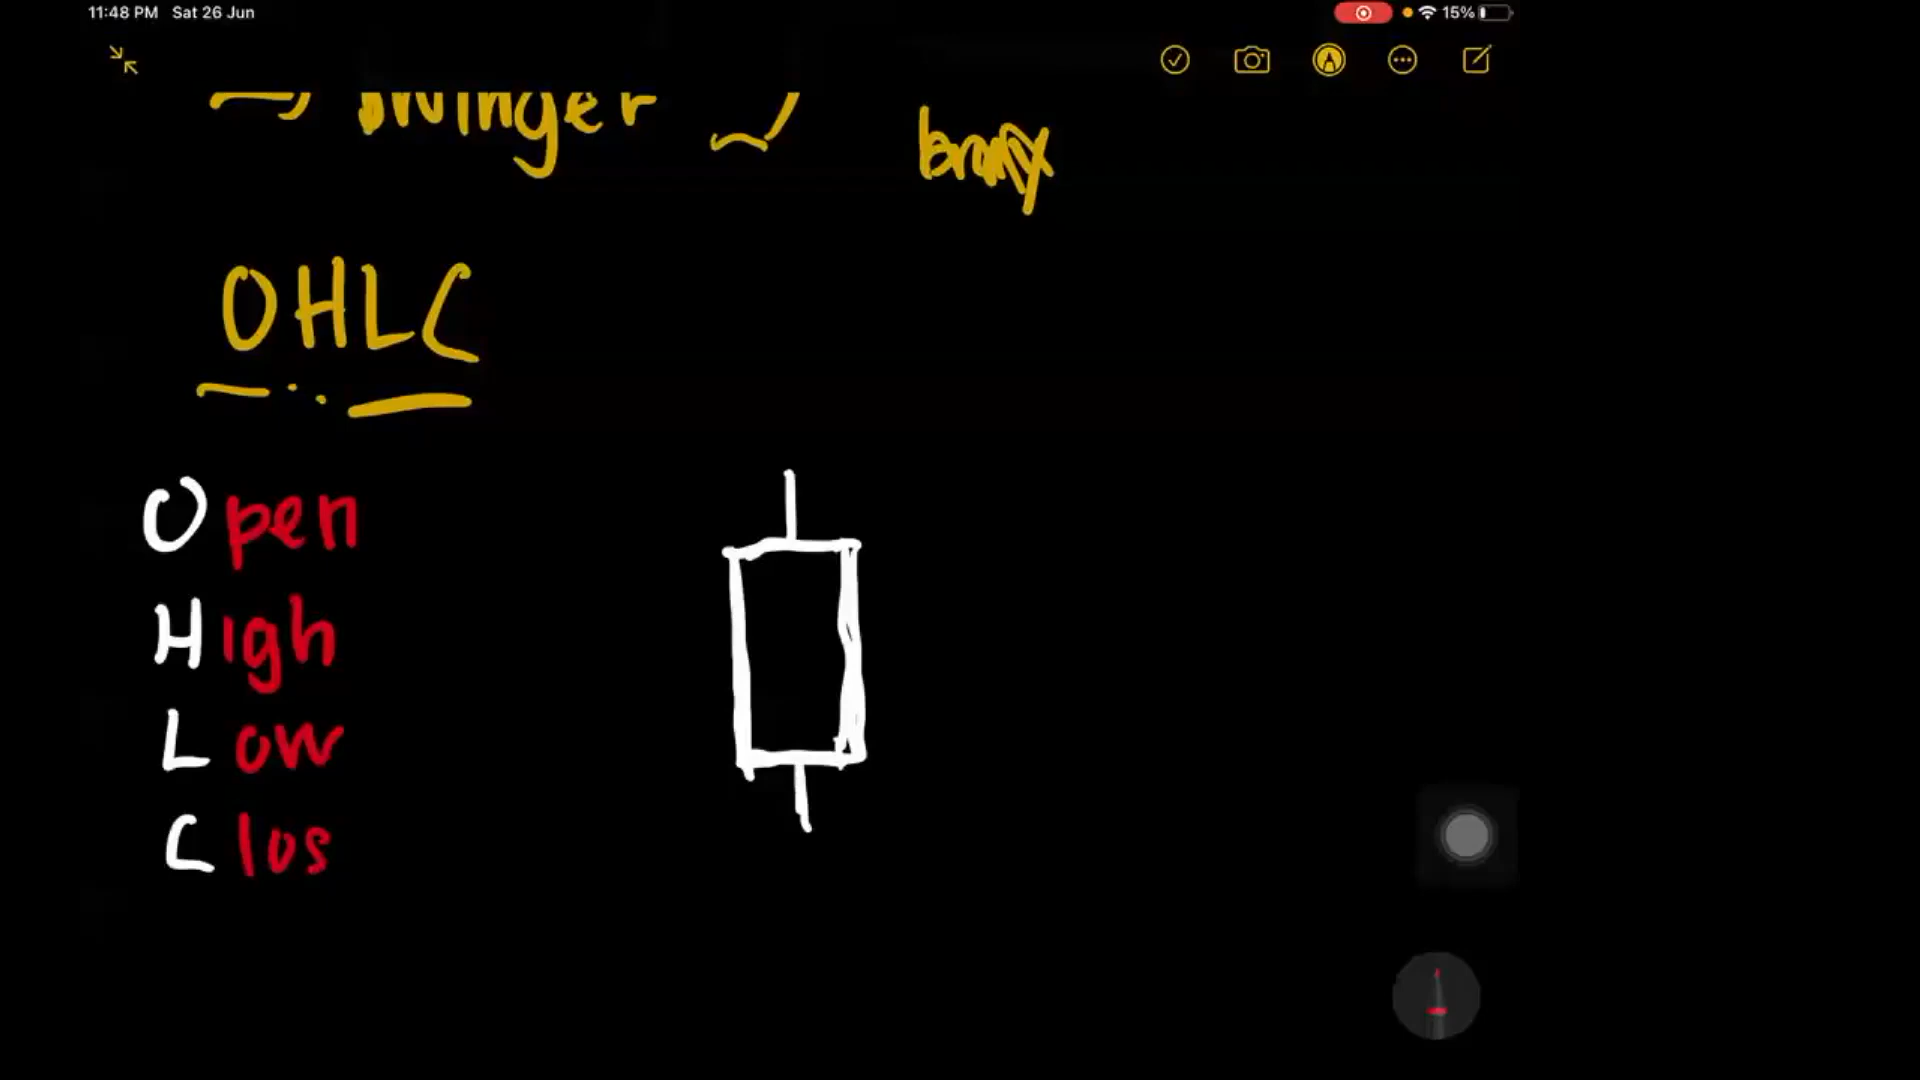 11:48 PM Sat 26 Jun 15%
swinger
OHLC
Open
HIgh
Low
Clos